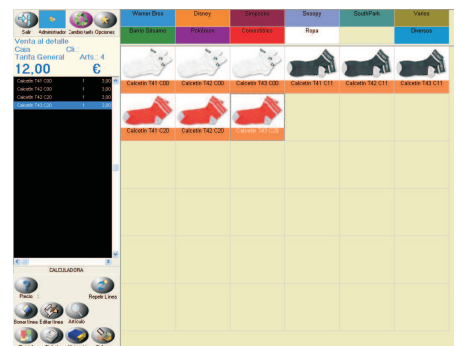 Salir Administrador Cambio tarifa Opciones
Venta al detalle
Caja Cli...
Tarifa General Arts.: 4
12,00 €
Calcetin T41 C00 1 3,00
Calcetin T41 C00 1 3,00
Calcetin T42 C20 1 3,00
Calcetin T43 C20 3,00
CALCULADORA
Precio Repetir Lineas
Borrar línea Editar línea Artículo
Warner Bros Disney Simpsons Snoopy SouthPark Varios
Barrio Sésamo Pokémon Comestibles Ropa Diversos
Calcetin T41 C00 Calcetin T42 C00 Calcetin T43 C00 Calcetin T41 C11 Calcetin T42 C11 Calcetin T43 C11
Calcetin T41 C20 Calcetin T42 C20 Calcetin T43 C20